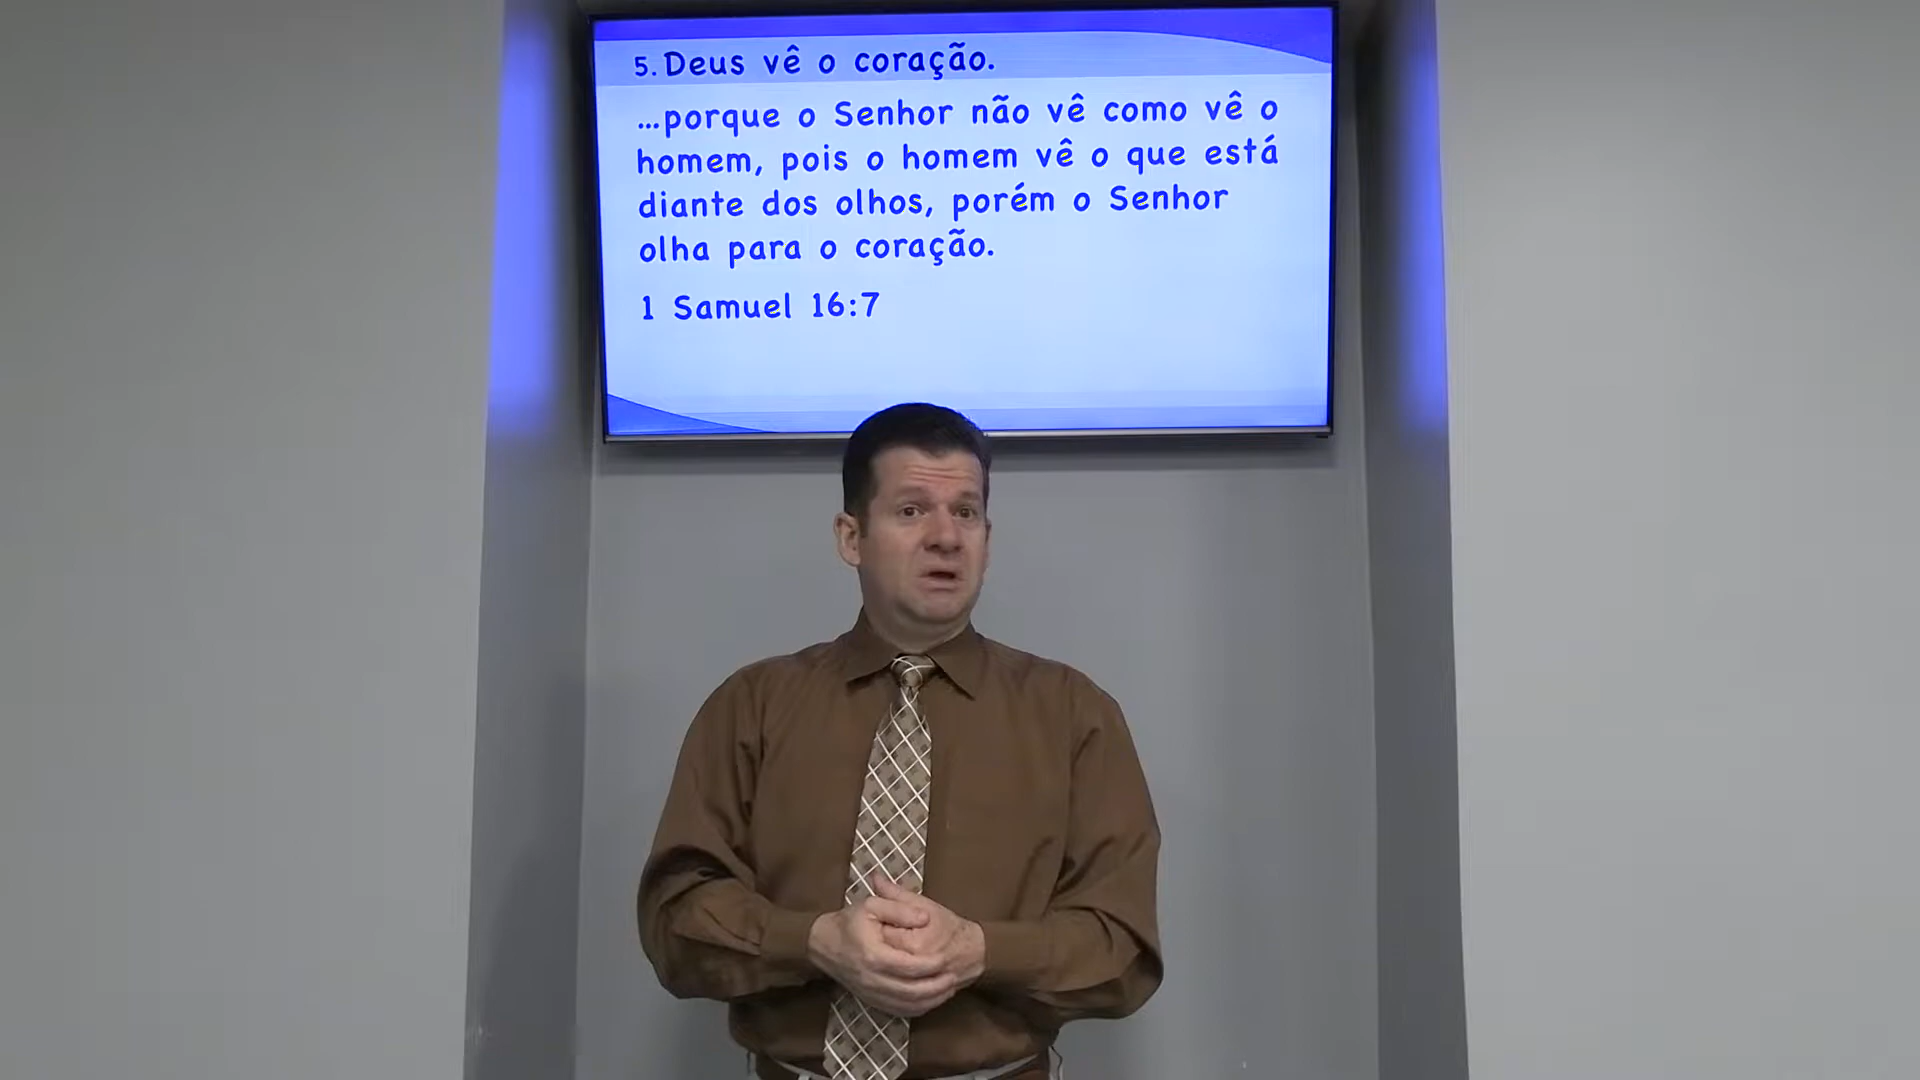 5. Deus vê o coração.
...porque o Senhor não vê como vê o
homem, pois o homem vê o que está
diante dos olhos, porém o Senhor
olha para o coração.
1 Samuel 16:7